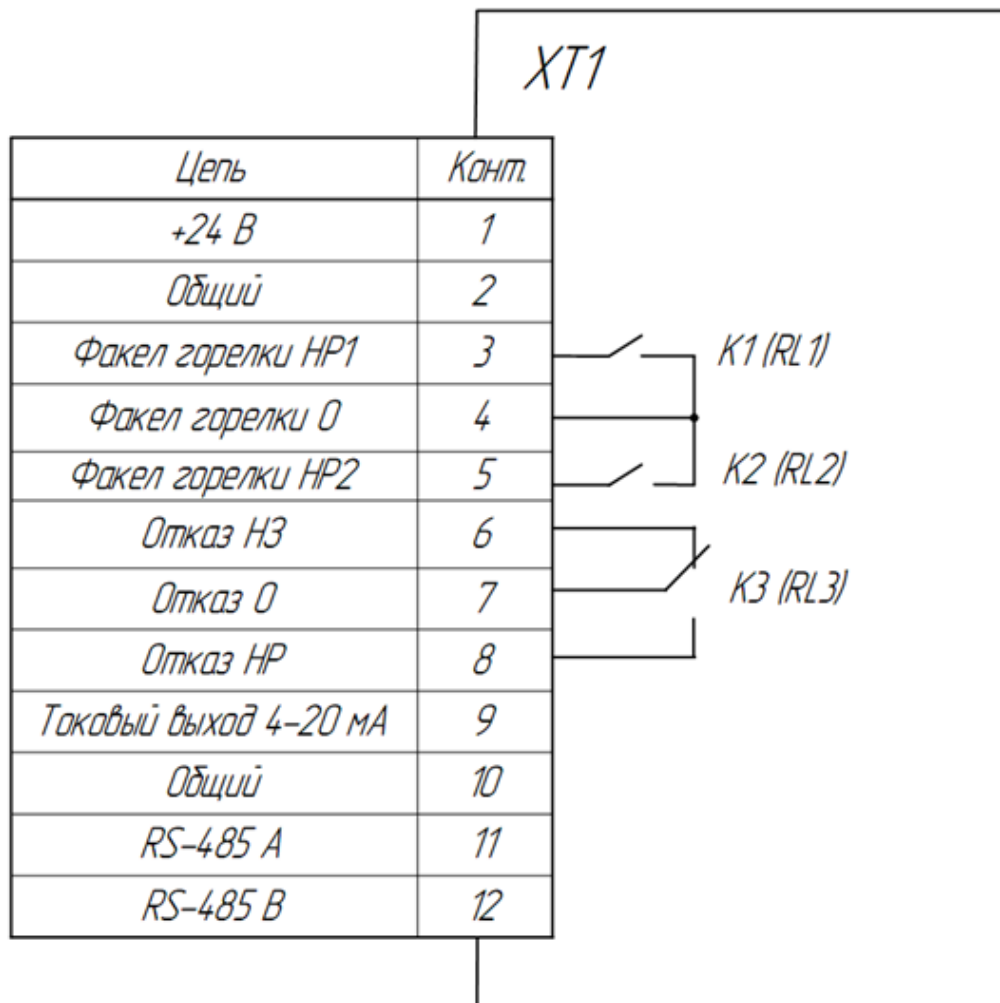 XT1
Цепь Конт.
+24 В 1
Общий 2
Факел горелки НР1 3 K1 (RL1)
Факел горелки О 4
Факел горелки НР2 5 K2 (RL2)
Отказ НЗ 6
Отказ О 7 K3 (RL3)
Отказ НР 8
Токовый выход 4-20 мА 9
Общий 10
RS-485 A 11
RS-485 B 12